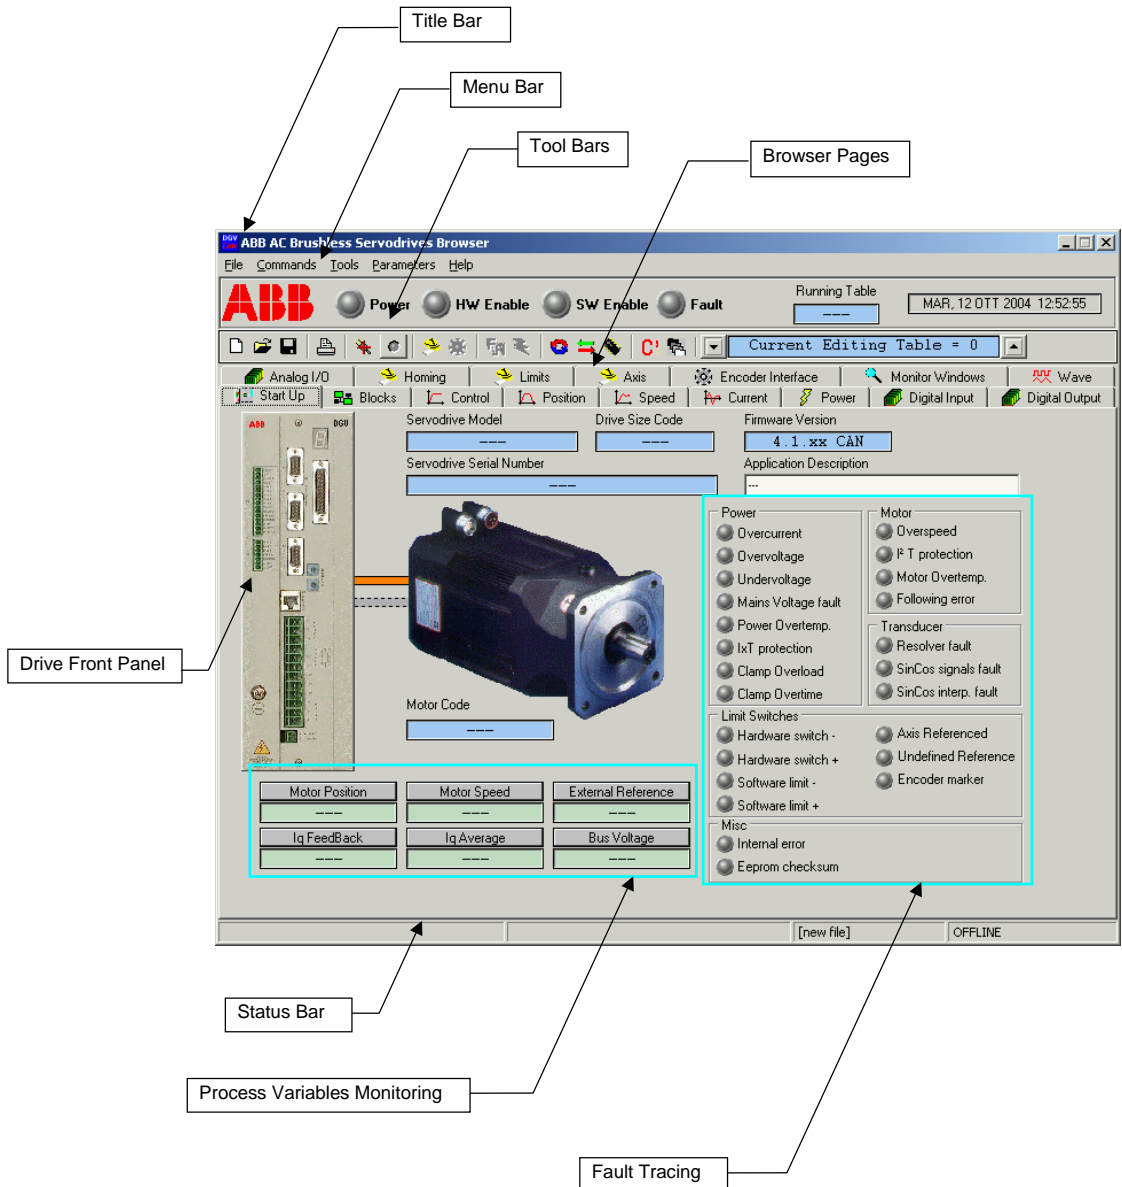 Title Bar
Menu Bar
Tool Bars
Browser Pages
DGV CAN ABB AC Brushless Servodrives Browser
File Commands Tools Parameters Help
ABB Power HW Enable SW Enable Fault Running Table --- MAR, 12 OTT 2004 12:52:55
Current Editing Table = 0
Analog I/O Homing Limits Axis Encoder Interface Monitor Windows Wave
Start Up Blocks Control Position Speed Current Power Digital Input Digital Output
ABB DGV
Servodrive Model Drive Size Code Firmware Version
--- --- 4.1.xx CAN
Servodrive Serial Number Application Description
--- ---
Power
Overcurrent
Overvoltage
Undervoltage
Mains Voltage fault
Power Overtemp.
IxT protection
Clamp Overload
Clamp Overtime
Motor
Overspeed
I² T protection
Motor Overtemp.
Following error
Transducer
Resolver fault
SinCos signals fault
SinCos interp. fault
Drive Front Panel
Motor Code
---
Limit Switches
Hardware switch -
Hardware switch +
Software limit -
Software limit +
Axis Referenced
Undefined Reference
Encoder marker
Misc
Internal error
Eeprom checksum
Motor Position Motor Speed External Reference
--- --- ---
Iq FeedBack Iq Average Bus Voltage
--- --- ---
[new file] OFFLINE
Status Bar
Process Variables Monitoring
Fault Tracing